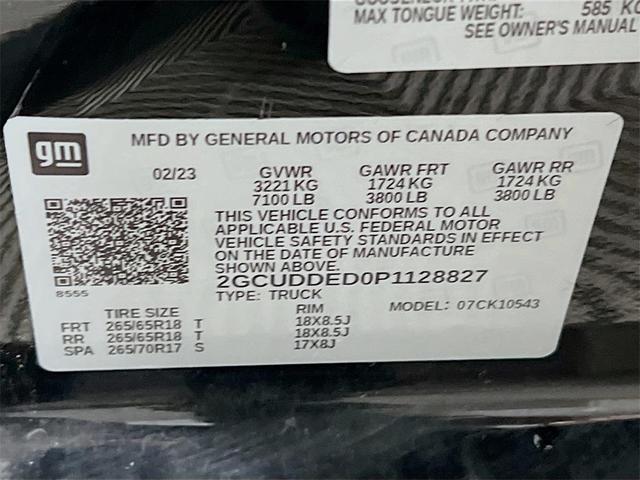 MAX TONGUE WEIGHT: 585 KG
SEE OWNER'S MANUAL
gm
MFD BY GENERAL MOTORS OF CANADA COMPANY
02/23 GVWR GAWR FRT GAWR RR
3221 KG 1724 KG 1724 KG
7100 LB 3800 LB 3800 LB
THIS VEHICLE CONFORMS TO ALL
APPLICABLE U.S. FEDERAL MOTOR
VEHICLE SAFETY STANDARDS IN EFFECT
ON THE DATE OF MANUFACTURE
SHOWN ABOVE.
8555
2GCUDDED0P1128827
TYPE: TRUCK MODEL: 07CK10543
TIRE SIZE RIM
FRT 265/65R18 T 18X8.5J
RR 265/65R18 T 18X8.5J
SPA 265/70R17 S 17X8J